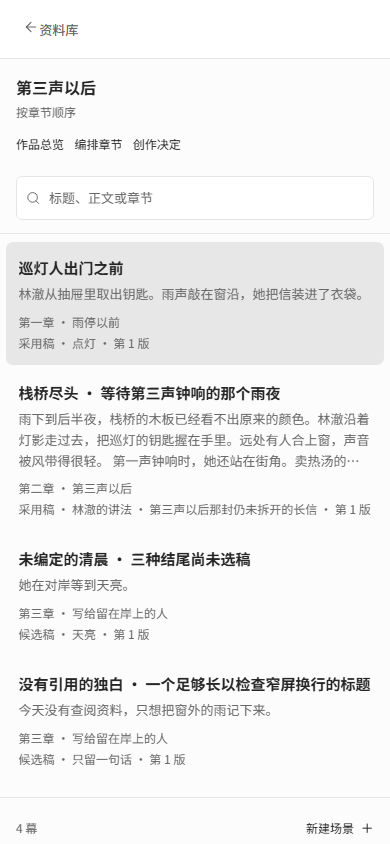 资料库
第三声以后
按章节顺序
作品总览 编排章节 创作决定
标题、正文或章节
巡灯人出门之前
林澈从抽屉里取出钥匙。雨声敲在窗沿，她把信装进了衣袋。
第一章 · 雨停以前
采用稿 · 点灯 · 第 1 版
栈桥尽头 · 等待第三声钟响的那个雨夜
雨下到后半夜，栈桥的木板已经看不出原来的颜色。林澈沿着
灯影走过去，把巡灯的钥匙握在手里。远处有人合上窗，声音
被风带得很轻。 第一声钟响时，她还站在街角。卖热汤的…
第二章 · 第三声以后
采用稿 · 林澈的讲法 · 第三声以后那封仍未拆开的长信 · 第 1 版
未编定的清晨 · 三种结尾尚未选稿
她在对岸等到天亮。
第三章 · 写给留在岸上的人
候选稿 · 天亮 · 第 1 版
没有引用的独白 · 一个足够长以检查窄屏换行的标题
今天没有查阅资料，只想把窗外的雨记下来。
第三章 · 写给留在岸上的人
候选稿 · 只留一句话 · 第 1 版
4 幕
新建场景